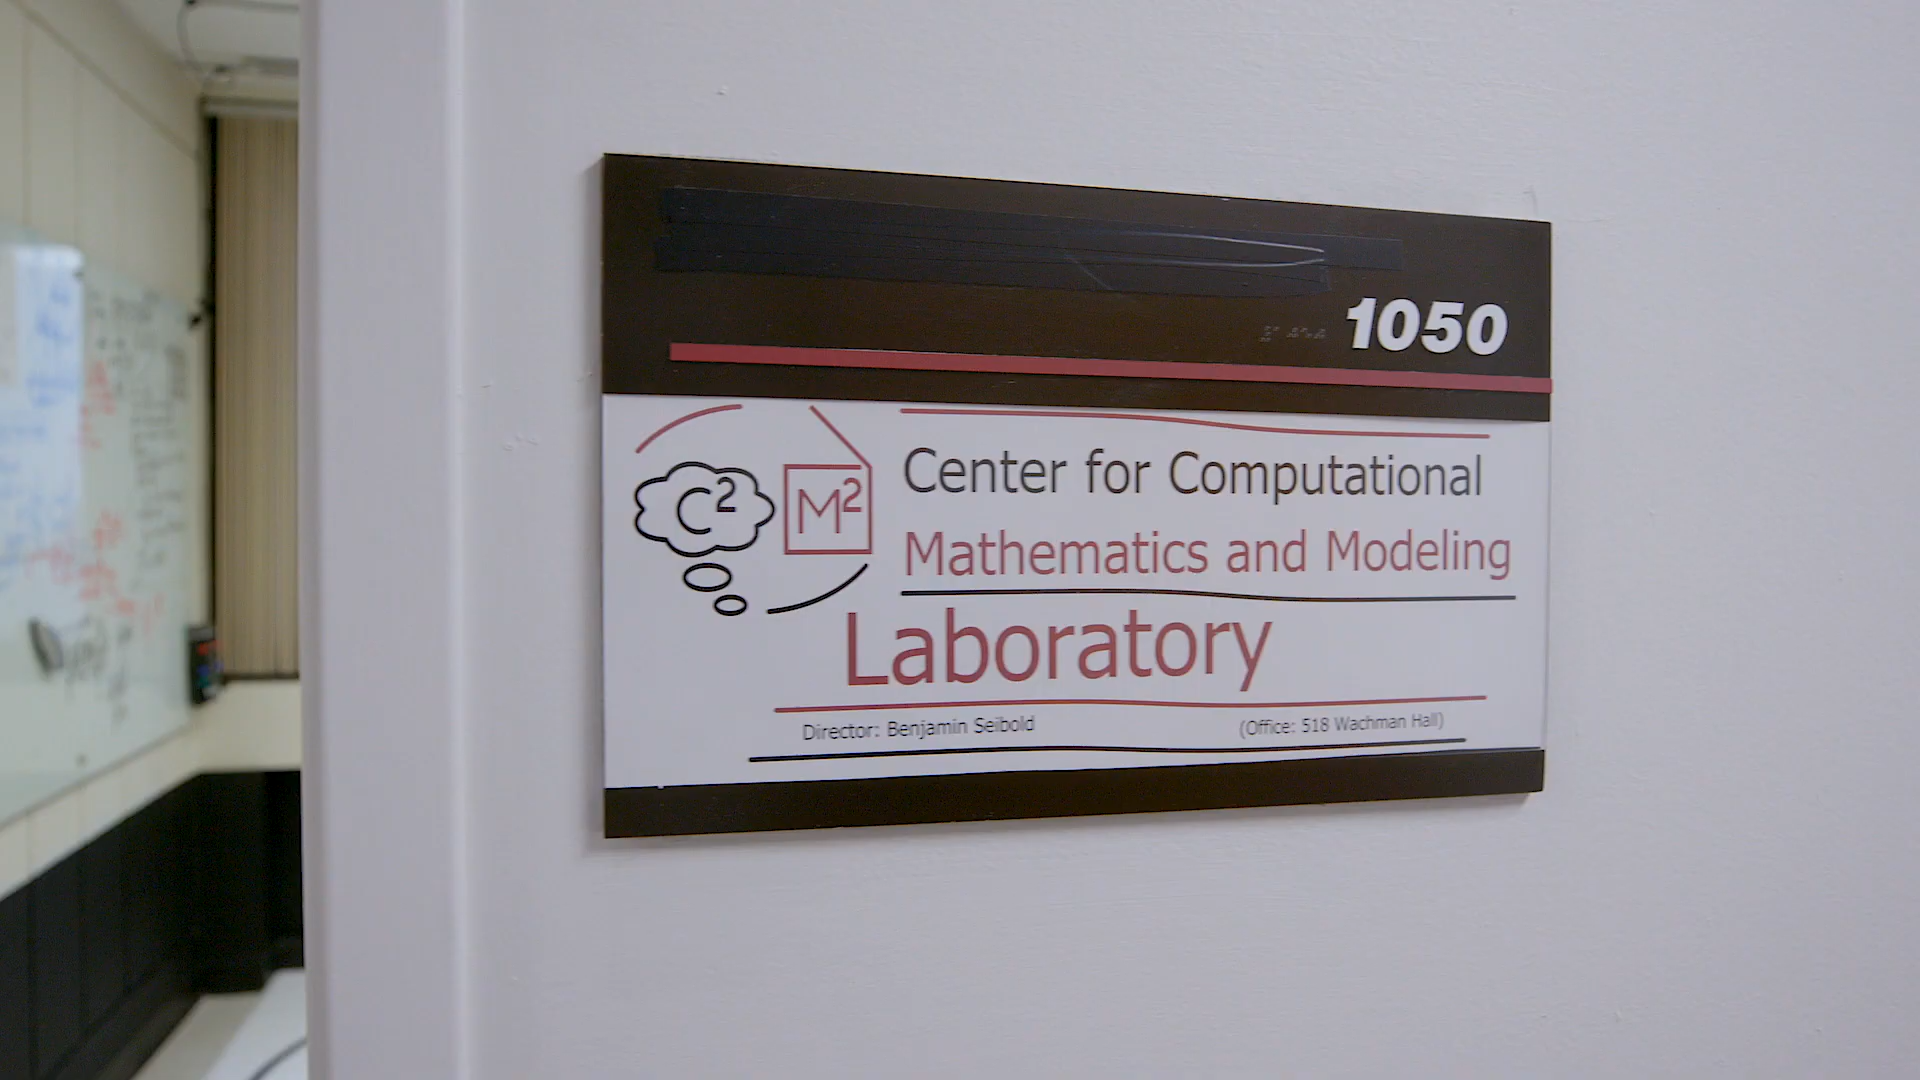 1050
C2 M2
Center for Computational
Mathematics and Modeling
Laboratory
Director: Benjamin Seibold (Office: 518 Wachman Hall)